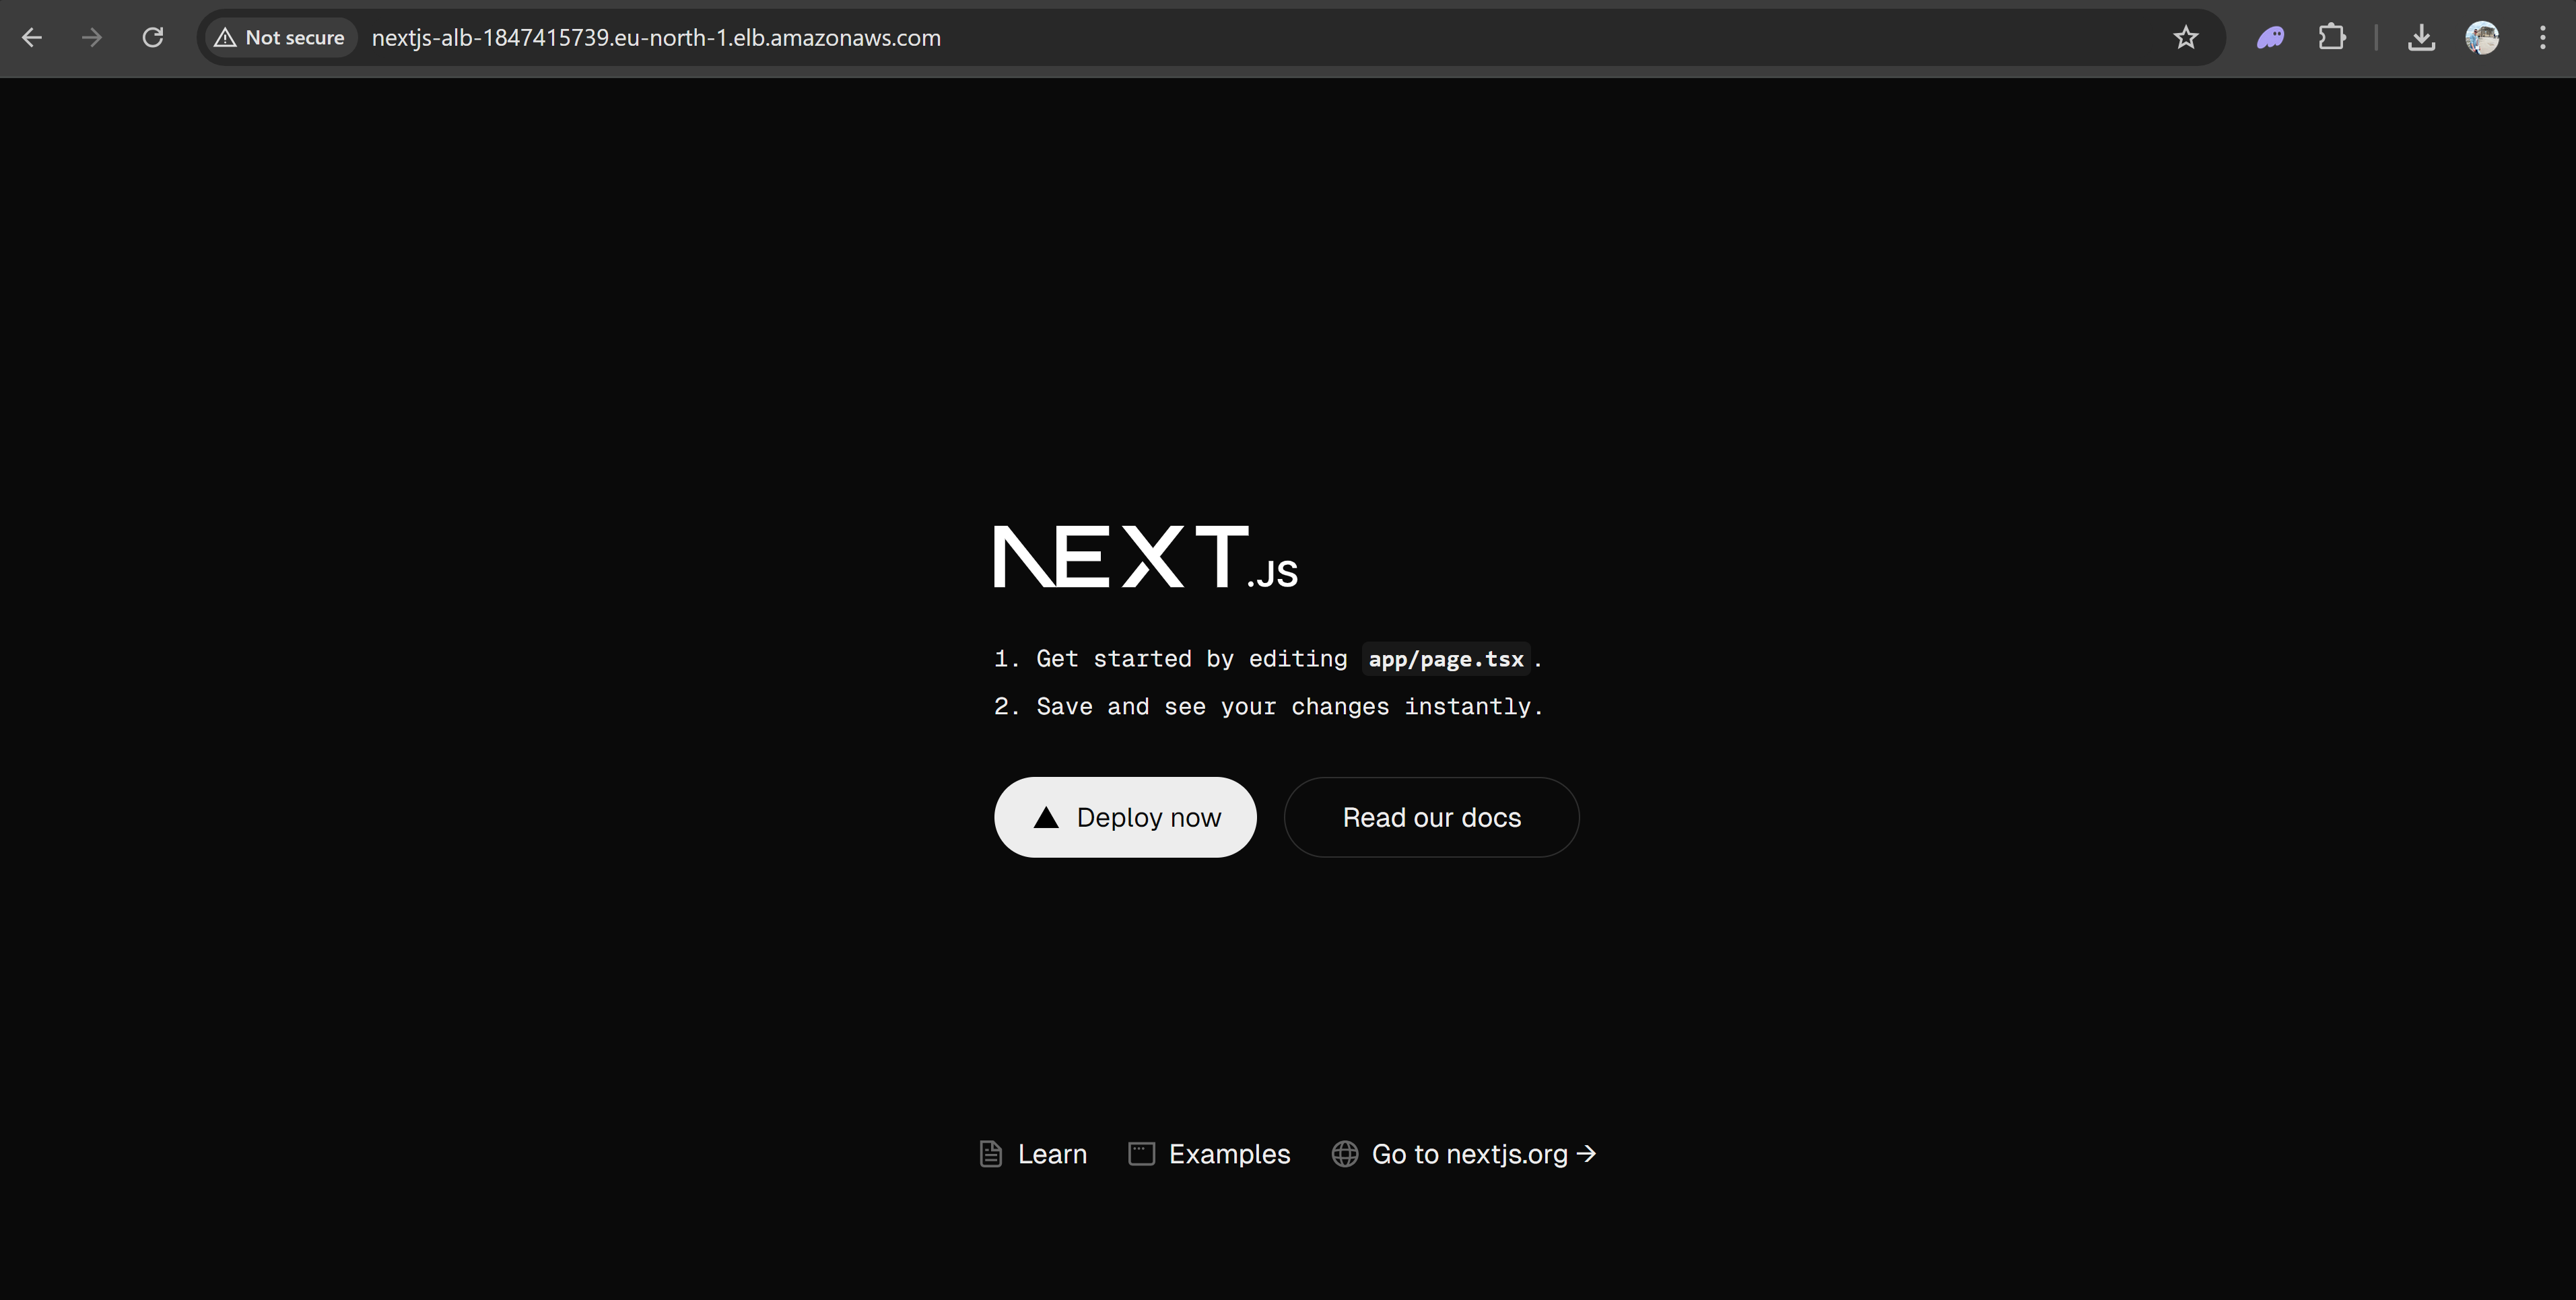 Not secure nextjs-alb-1847415739.eu-north-1.elb.amazonaws.com
NEXT.JS
1. Get started by editing app/page.tsx.
2. Save and see your changes instantly.
Deploy now Read our docs
Learn Examples Go to nextjs.org →